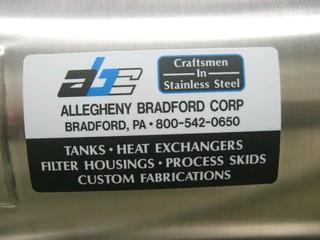 abc
Craftsmen
In
Stainless Steel
ALLEGHENY BRADFORD CORP
BRADFORD, PA • 800-542-0650
TANKS • HEAT EXCHANGERS
FILTER HOUSINGS • PROCESS SKIDS
CUSTOM FABRICATIONS